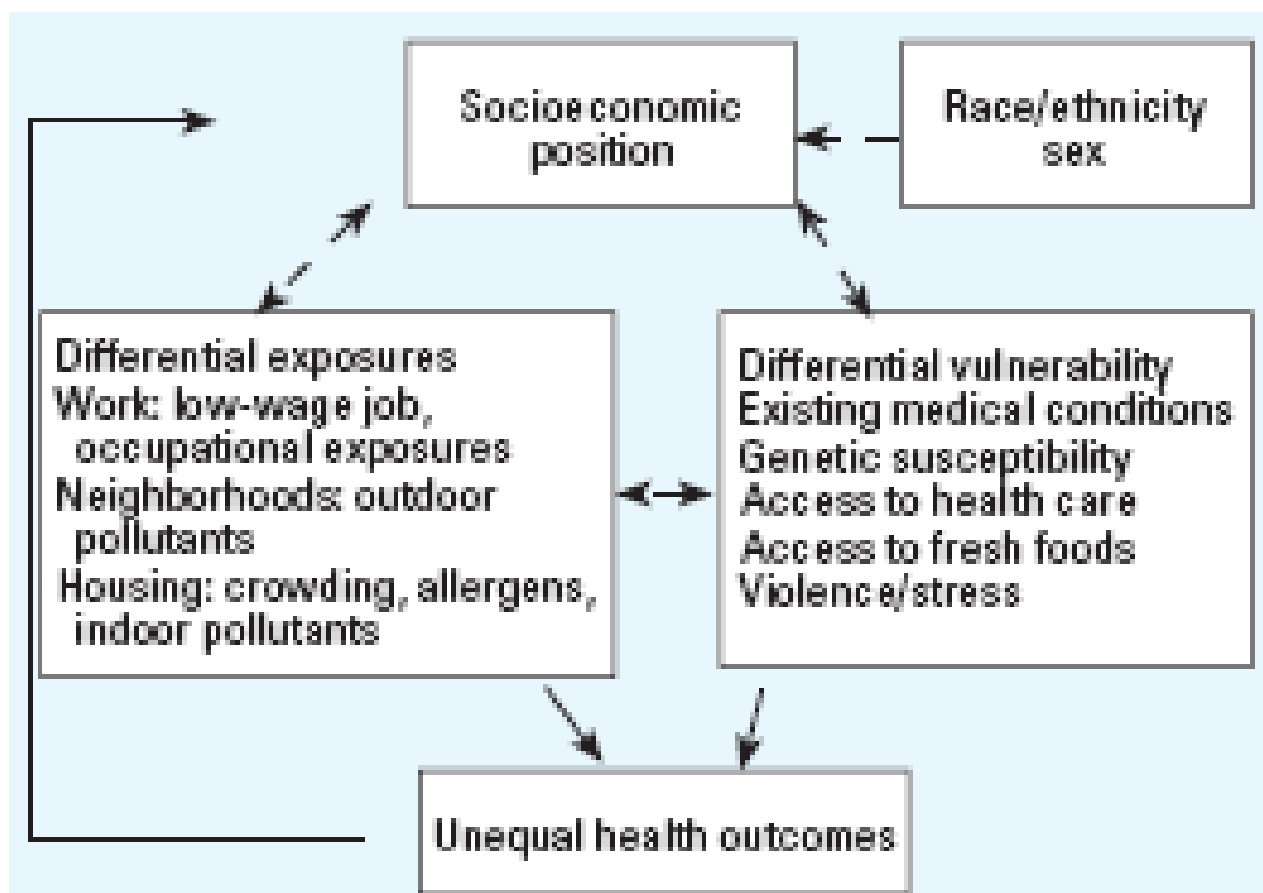 Socioeconomic
position
Race/ethnicity
sex
Differential exposures
Work: low-wage job,
occupational exposures
Neighborhoods: outdoor
pollutants
Housing: crowding, allergens,
indoor pollutants
Differential vulnerability
Existing medical conditions
Genetic susceptibility
Access to health care
Access to fresh foods
Violence/stress
Unequal health outcomes